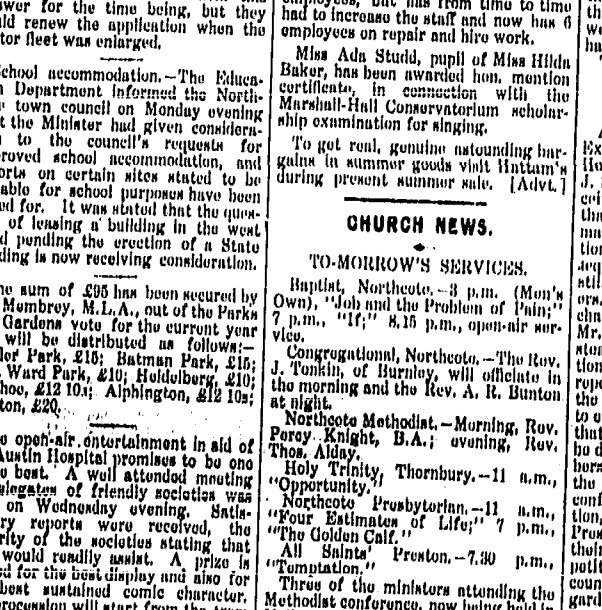 wer for the time being, but they
ld renew the application when the
tor fleet was enlarged.
chool accommodation.—The Educa-
n Department informed the North-
e town council on Monday evening
t the Minister had given considera-
n to the council's requests for
roved school accommodation, and
orts on certain sites stated to be
able for school purposes have been
ed for. It was stated that the ques-
of leasing a building in the west
d pending the erection of a State
ding is now receiving consideration.
he sum of £95 has been secured by
Membrey, M.L.A., out of the Parks
Gardens vote for the current year
will be distributed as follows:—
lor Park, £15; Batman Park, £15;
Ward Park, £10; Heidelberg, £10;
hoe, £12 10s; Alphington, £12 10s;
ton, £20.
e open-air entertainment in aid of
Austin Hospital promises to be one
e best. A well attended meeting
elegates of friendly societies was
on Wednesday evening. Satis-
ry reports were received, the
rity of the societies stating that
would readily assist. A prize is
ed for the best display and also for
best sustained comic character.
procession will start from the
employees, but has from time to time
had to increase the staff and now has 6
employees on repair and hire work.
Miss Ada Studd, pupil of Miss Hilda
Baker, has been awarded hon. mention
certificate, in connection with the
Marshall-Hall Conservatorium scholar-
ship examination for singing.
To get real, genuine astounding bar-
gains in summer goods visit Hattam's
during present summer sale. [Advt.]
CHURCH NEWS.
TO-MORROW'S SERVICES.
Baptist, Northcote.—3 p.m. (Men's
Own), "Job and the Problem of Pain;"
7 p.m., "If;" 8.15 p.m., open-air ser-
vice.
Congregational, Northcote.—The Rev.
J. Tonkin, of Burnley, will officiate in
the morning and the Rev. A. R. Bunton
at night.
Northcote Methodist.—Morning, Rev.
Percy Knight, B.A.; evening, Rev.
Thos. Alday.
Holy Trinity, Thornbury.—11 a.m.,
"Opportunity."
Northcote Presbyterian.—11 a.m.,
"Four Estimates of Life;" 7 p.m.,
"The Golden Calf."
All Saints' Preston.—7.30 p.m.,
"Temptation."
Three of the ministers attending the
Methodist conference, now being held in